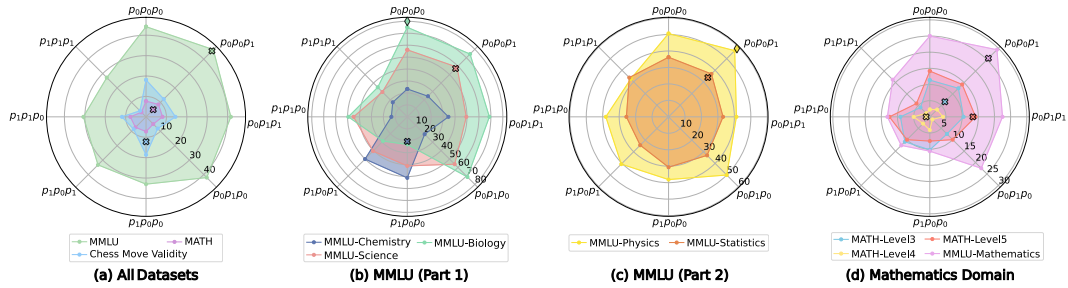 p₀p₀p₀
p₀p₀p₁
p₀p₁p₁
p₀p₁p₀
p₁p₀p₀
p₁p₀p₁
p₁p₁p₀
p₁p₁p₁
10
20
30
40
MMLU
MATH
Chess Move Validity
(a) All Datasets
p₀p₀p₀
p₀p₀p₁
p₀p₁p₁
p₀p₁p₀
p₁p₀p₀
p₁p₀p₁
p₁p₁p₀
p₁p₁p₁
10
20
30
40
50
60
70
80
MMLU-Chemistry
MMLU-Biology
MMLU-Science
(b) MMLU (Part 1)
p₀p₀p₀
p₀p₀p₁
p₀p₁p₁
p₀p₁p₀
p₁p₀p₀
p₁p₀p₁
p₁p₁p₀
p₁p₁p₁
10
20
30
40
50
60
MMLU-Physics
MMLU-Statistics
(c) MMLU (Part 2)
p₀p₀p₀
p₀p₀p₁
p₀p₁p₁
p₀p₁p₀
p₁p₀p₀
p₁p₀p₁
p₁p₁p₀
p₁p₁p₁
5
10
15
20
25
30
MATH-Level3
MATH-Level5
MATH-Level4
MMLU-Mathematics
(d) Mathematics Domain